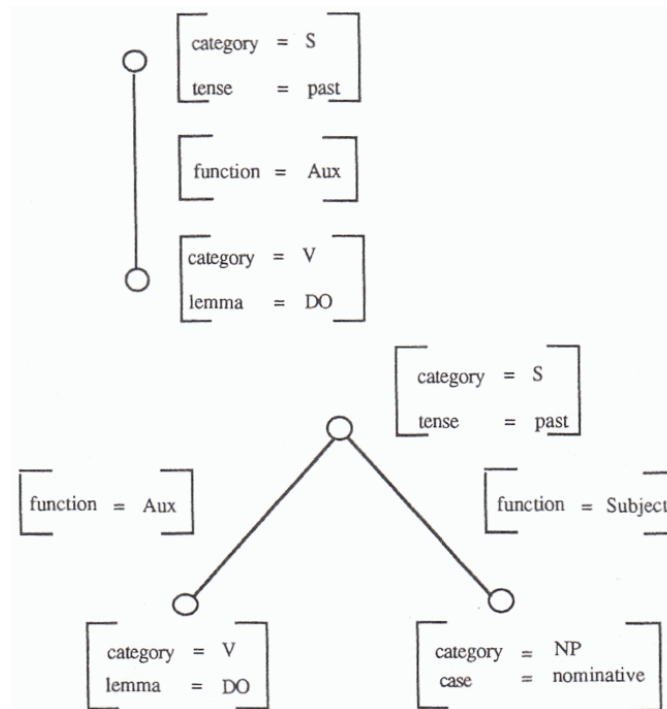 category = S
tense = past
function = Aux
category = V
lemma = DO
category = S
tense = past
function = Aux
function = Subject
category = V
lemma = DO
category = NP
case = nominative